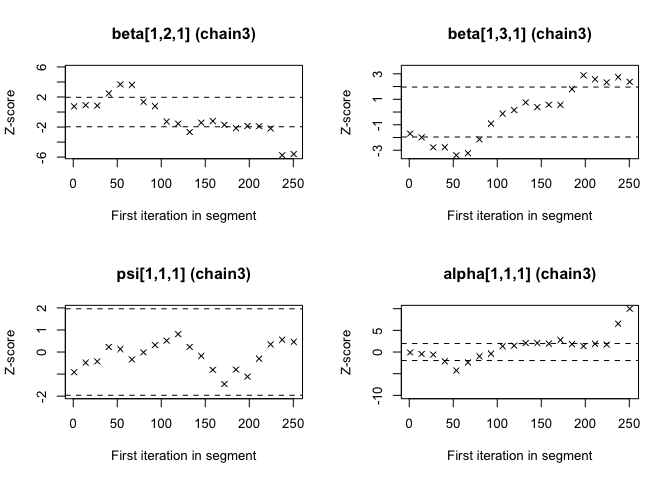 beta[1,2,1] (chain3)
Z-score
6
2
-2
-6
0 50 100 150 200 250
First iteration in segment
beta[1,3,1] (chain3)
Z-score
3
1
-1
-3
0 50 100 150 200 250
First iteration in segment
psi[1,1,1] (chain3)
Z-score
2
0
-2
0 50 100 150 200 250
First iteration in segment
alpha[1,1,1] (chain3)
Z-score
5
0
-10
0 50 100 150 200 250
First iteration in segment